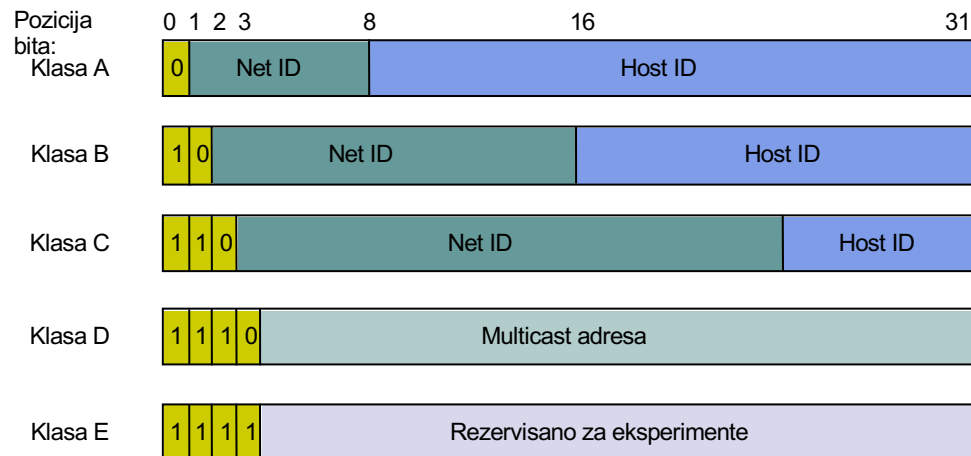 Pozicija bita: 0 1 2 3 8 16 31
Klasa A 0 Net ID Host ID
Klasa B 1 0 Net ID Host ID
Klasa C 1 1 0 Net ID Host ID
Klasa D 1 1 1 0 Multicast adresa
Klasa E 1 1 1 1 Rezervisano za eksperimente